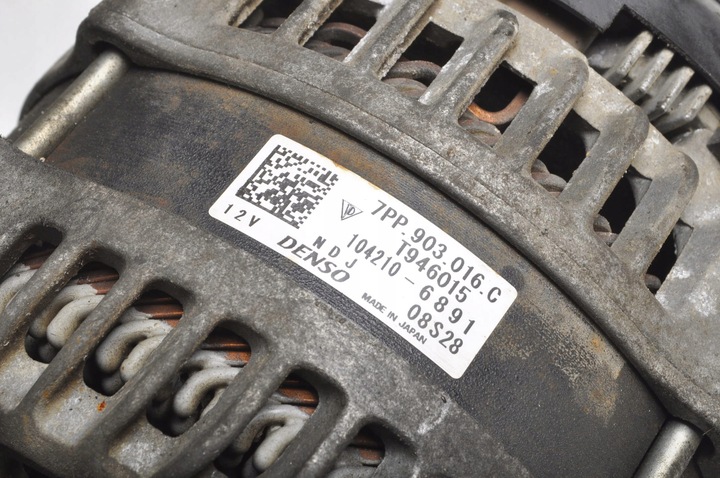 7PP.903.016.C
T946015
104210-6891
12V
NDJ
08S28
DENSO
MADE IN JAPAN